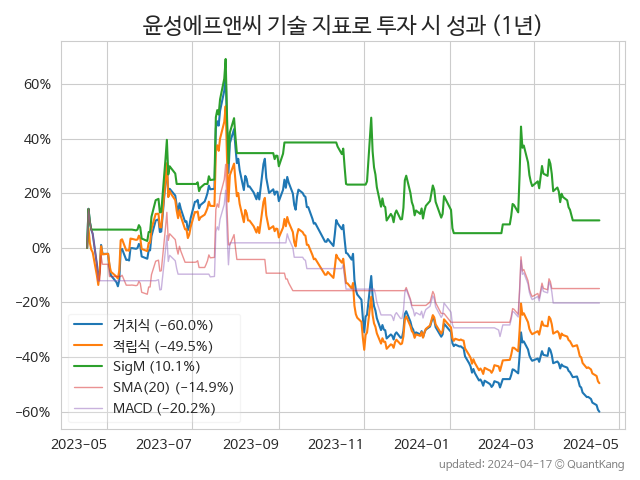 윤성에프앤씨 기술 지표로 투자 시 성과 (1년)
60%
40%
20%
0%
−20%
−40%
−60%
거치식 (−60.0%)
적립식 (−49.5%)
SigM (10.1%)
SMA(20) (−14.9%)
MACD (−20.2%)
2023-05 2023-07 2023-09 2023-11 2024-01 2024-03 2024-05
updated: 2024-04-17 © QuantKang